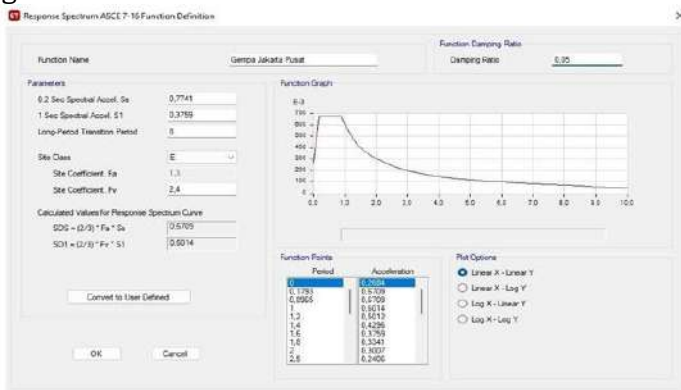 Response Spectrum ASCE 7-16 Function Definition
Function Name
Gempa Jakarta Pusat
Function Damping Ratio
Damping Ratio
0,05
Parameters
0.2 Sec Spectral Accel, Ss
0,7741
1 Sec Spectral Accel, S1
0,3759
Long-Period Transition Period
8
Site Class
E
Site Coefficient, Fa
1,3
Site Coefficient, Fv
2,4
Calculated Values for Response Spectrum Curve
SDS = (2/3) * Fa * Ss
0,6709
SD1 = (2/3) * Fv * S1
0,6014
Convert to User Defined
OK
Cancel
Function Graph
E-3
700
600
500
400
300
200
100
0
0,0 1,0 2,0 3,0 4,0 5,0 6,0 7,0 8,0 9,0 10,0
Function Points
Period Acceleration
0 0,2684
0,1793 0,6709
0,8965 0,6709
1 0,6014
1,2 0,5012
1,4 0,4296
1,6 0,3759
1,8 0,3341
2 0,3007
2,5 0,2406
Plot Options
Linear X - Linear Y
Linear X - Log Y
Log X - Linear Y
Log X - Log Y